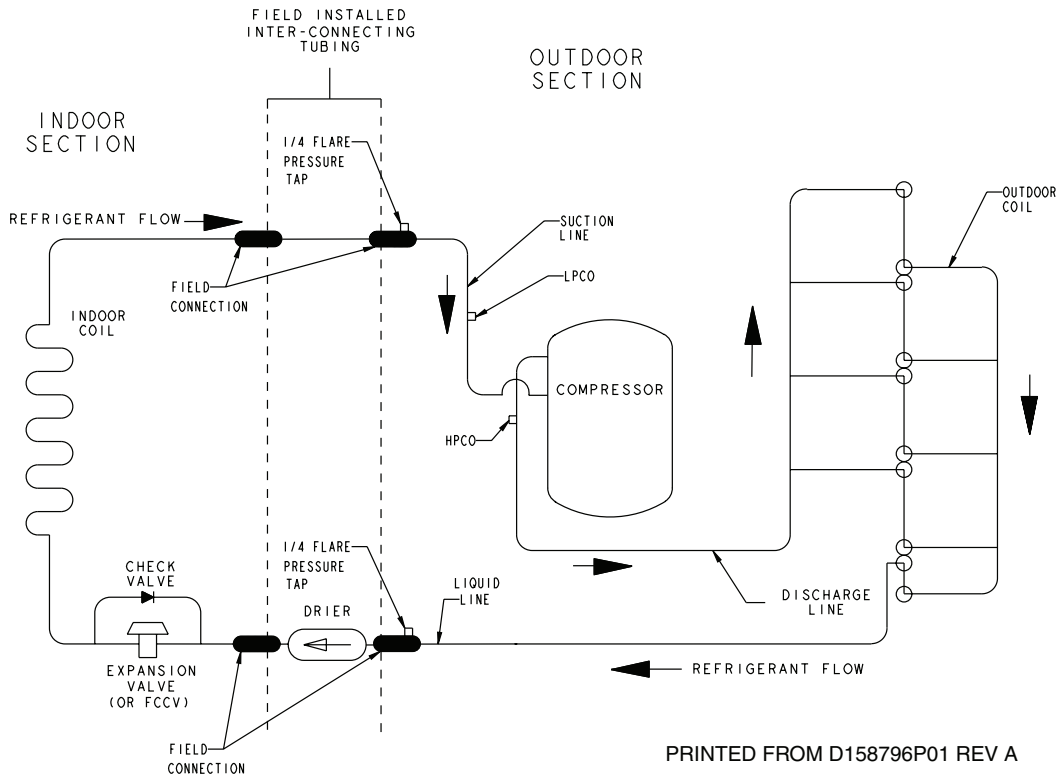 FIELD INSTALLED
INTER-CONNECTING
TUBING
OUTDOOR
SECTION
INDOOR
SECTION
1/4 FLARE
PRESSURE
TAP
OUTDOOR
COIL
REFRIGERANT FLOW
SUCTION
LINE
LPCO
FIELD
CONNECTION
INDOOR
COIL
COMPRESSOR
HPCO
1/4 FLARE
PRESSURE
TAP
CHECK
VALVE
LIQUID
LINE
DISCHARGE
LINE
DRIER
EXPANSION
VALVE
(OR FCCV)
REFRIGERANT FLOW
FIELD
CONNECTION
PRINTED FROM D158796P01 REV A